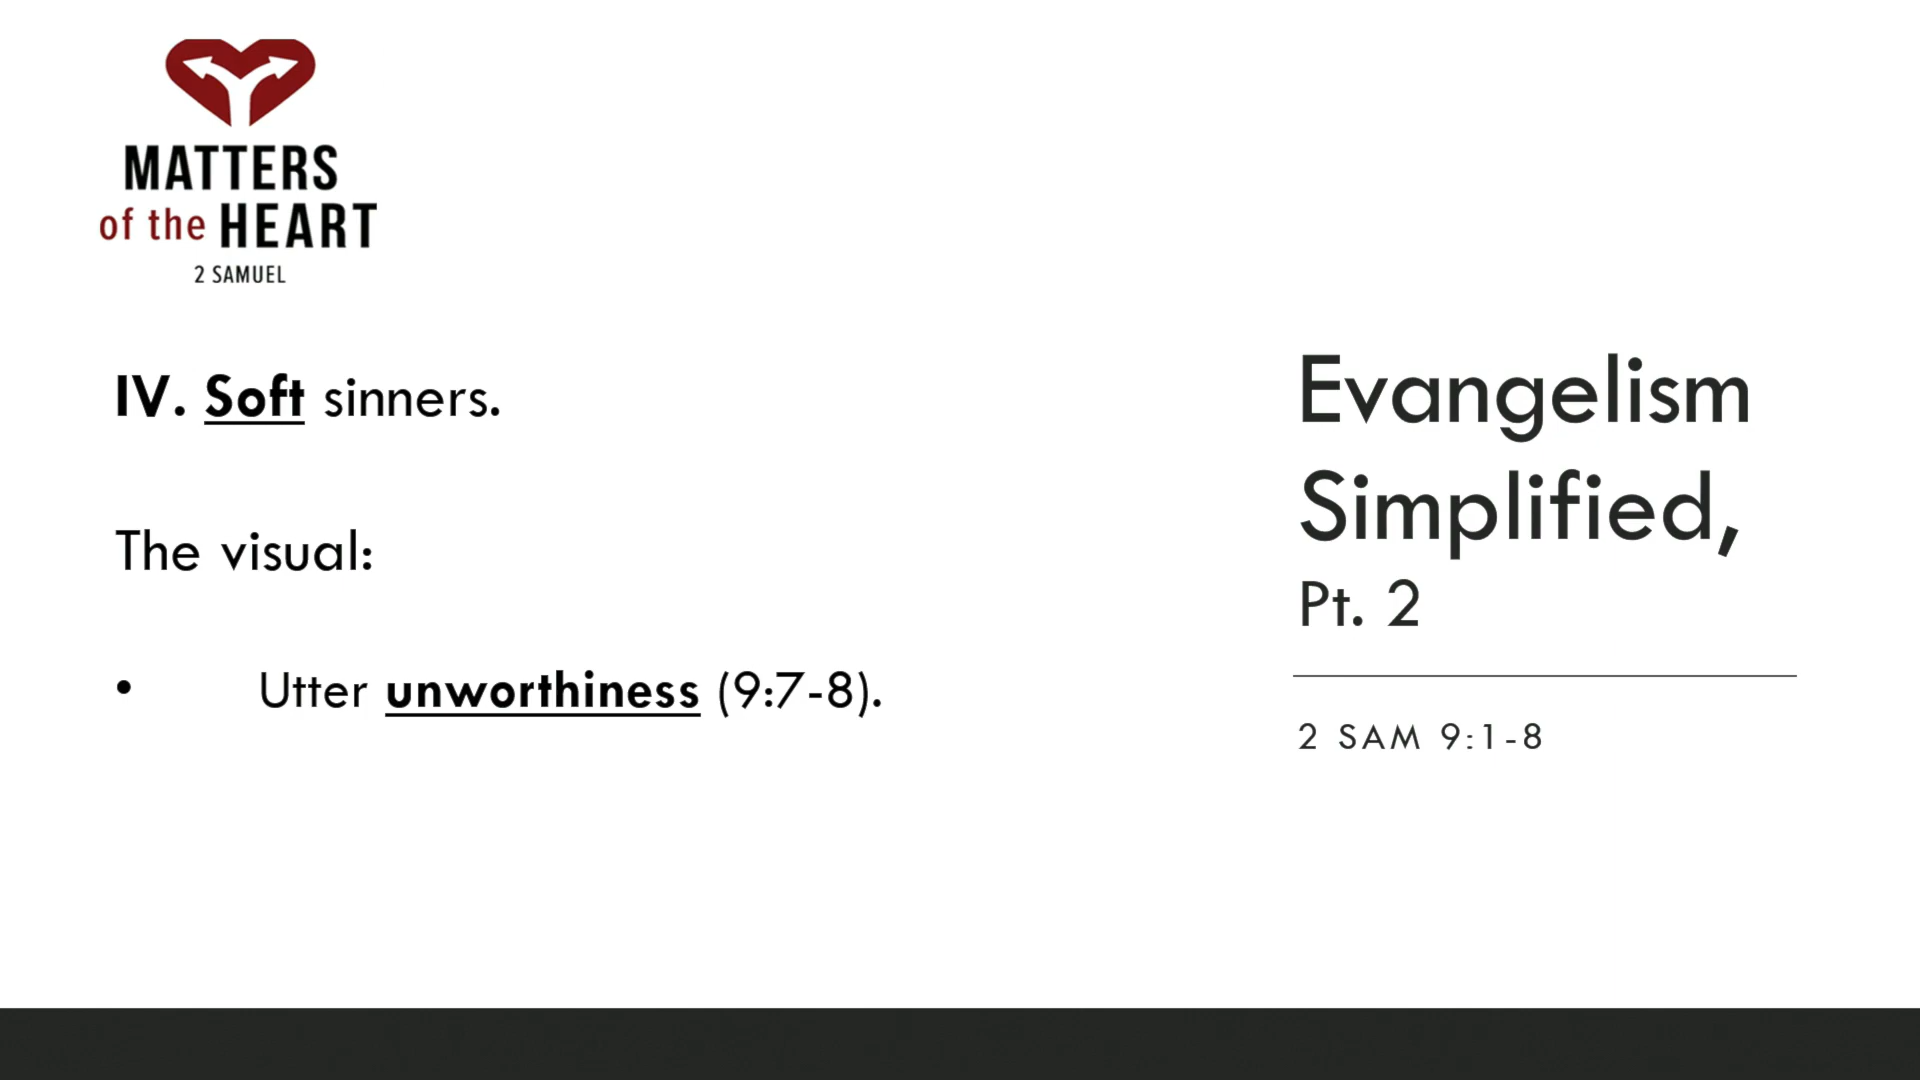 MATTERS
of the HEART
2 SAMUEL
IV. Soft sinners.
The visual:
• Utter unworthiness (9:7-8).
Evangelism
Simplified,
Pt. 2
2 SAM 9:1-8